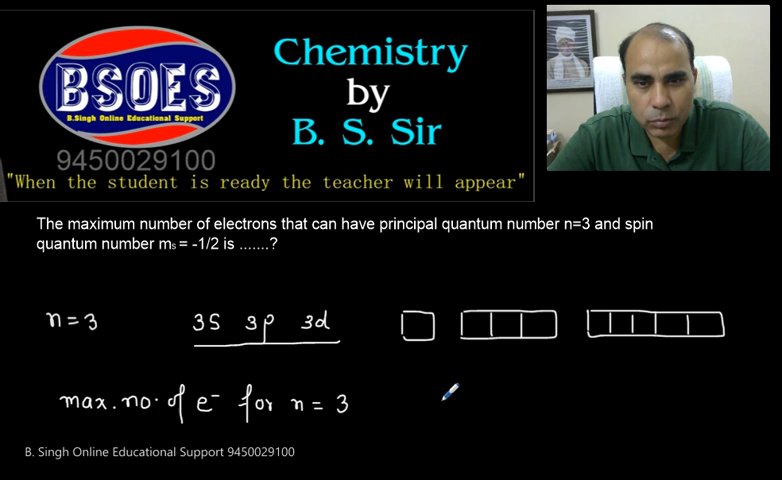 BSOES
B.Singh Online Educational Support
9450029100
Chemistry
by
B. S. Sir
"When the student is ready the teacher will appear"
The maximum number of electrons that can have principal quantum number n=3 and spin
quantum number ms = -1/2 is .......?
n = 3 3s 3p 3d
max. no. of e⁻ for n = 3
B. Singh Online Educational Support 9450029100